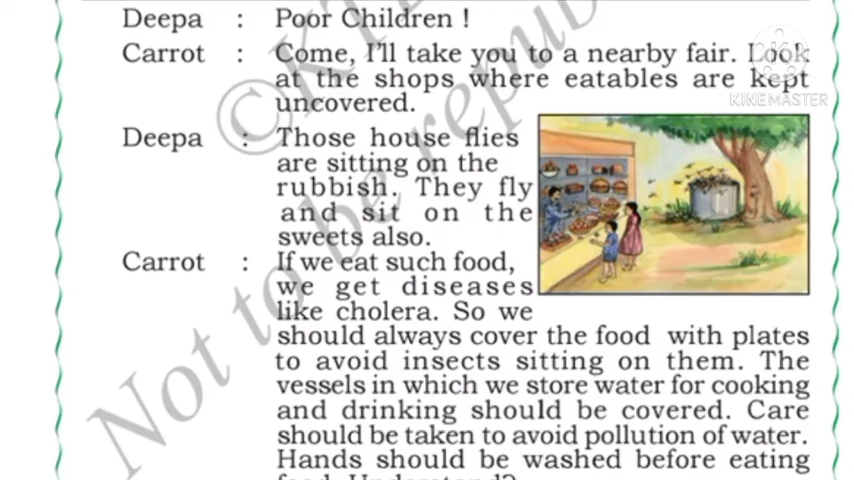 Deepa : Poor Children !
Carrot : Come, I'll take you to a nearby fair. Look
at the shops where eatables are kept
uncovered.
Deepa : Those house flies
are sitting on the
rubbish. They fly
and sit on the
sweets also.
Carrot : If we eat such food,
we get diseases
like cholera. So we
should always cover the food with plates
to avoid insects sitting on them. The
vessels in which we store water for cooking
and drinking should be covered. Care
should be taken to avoid pollution of water.
Hands should be washed before eating
food. Understand?
KINEMASTER
Not to be republ